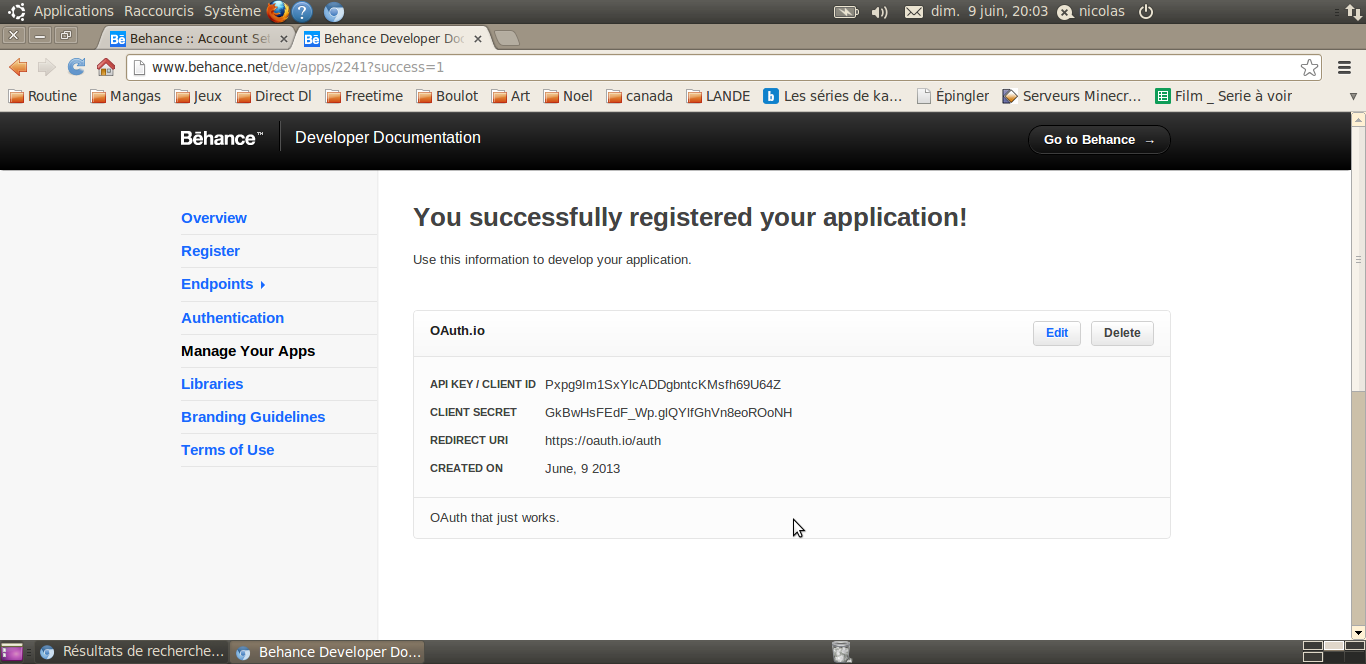 Applications Raccourcis Système dim. 9 juin, 20:03 nicolas
Behance :: Account Se
Behance Developer Do
www.behance.net/dev/apps/2241?success=1
Routine Mangas Jeux Direct Dl Freetime Boulot Art Noel canada LANDE Les séries de ka... Épingler Serveurs Minecr... Film _ Serie à voir
Bēhance™ Developer Documentation Go to Behance →
Overview
Register
Endpoints
Authentication
Manage Your Apps
Libraries
Branding Guidelines
Terms of Use
You successfully registered your application!
Use this information to develop your application.
OAuth.io Edit Delete
API KEY / CLIENT ID Pxpg9Im1SxYlcADDgbntcKMsfh69U64Z
CLIENT SECRET GkBwHsFEdF_Wp.glQYlfGhVn8eoROoNH
REDIRECT URI https://oauth.io/auth
CREATED ON June, 9 2013
OAuth that just works.
Résultats de recherche... Behance Developer Do...